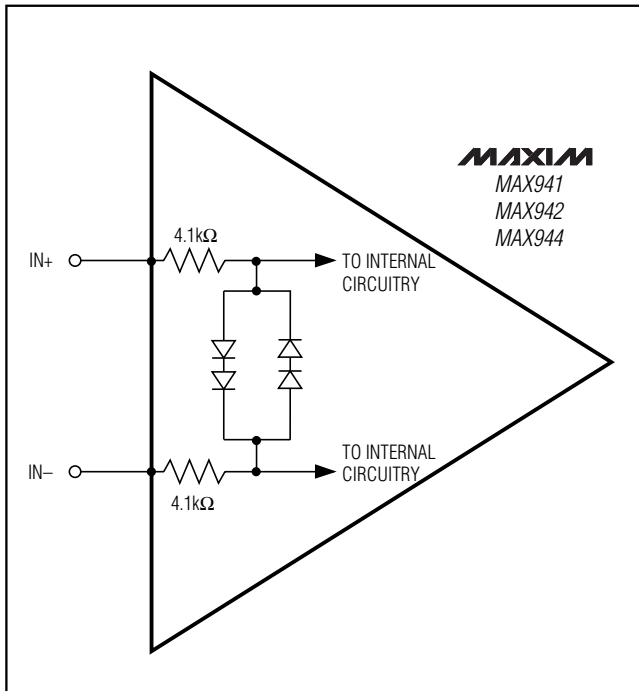 MAXIM
MAX941
MAX942
MAX944
4.1kΩ
IN+
TO INTERNAL
CIRCUITRY
TO INTERNAL
CIRCUITRY
IN–
4.1kΩ